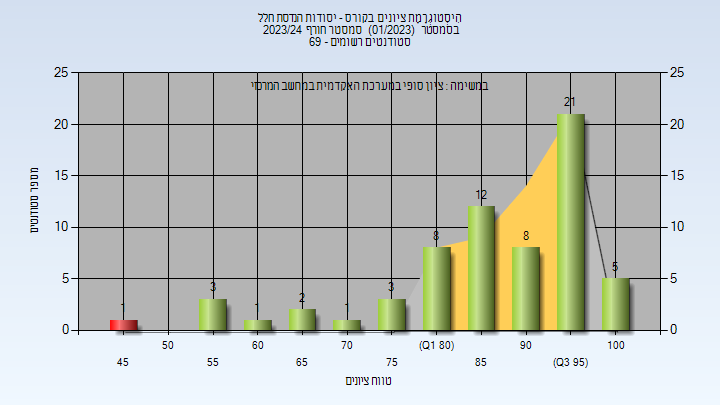 היסטוגרמת ציונים בקורס - יסודות הנדסת חלל
בסמסטר (01/2023) סמסטר חורף 2023/24
סטודנטים רשומים - 69
במשימה : ציון סופי במערכת האקדמית במחשב המרכזי
25 25
20 20
15 15
10 10
5 5
0 0
מספר סטודנטים
1 3 1 2 1 3 8 12 8 21 5
50 60 70 (Q1 80) 90 100
45 55 65 75 85 (Q3 95)
טווח ציונים